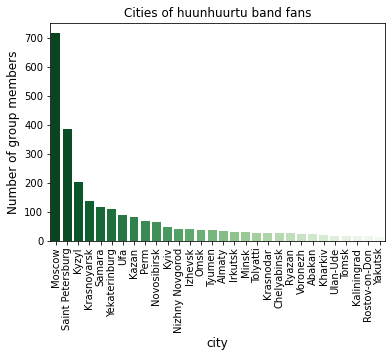 Cities of huunhuurtu band fans
Number of group members
700
600
500
400
300
200
100
0
Moscow
Saint Petersburg
Kyzyl
Krasnoyarsk
Samara
Yekaterinburg
Ufa
Kazan
Perm
Novosibirsk
Kyiv
Nizhny Novgorod
Izhevsk
Omsk
Tyumen
Almaty
Irkutsk
Minsk
Tolyatti
Krasnodar
Chelyabinsk
Ryazan
Voronezh
Abakan
Kharkiv
Ulan-Ude
Tomsk
Kaliningrad
Rostov-on-Don
Yakutsk
city